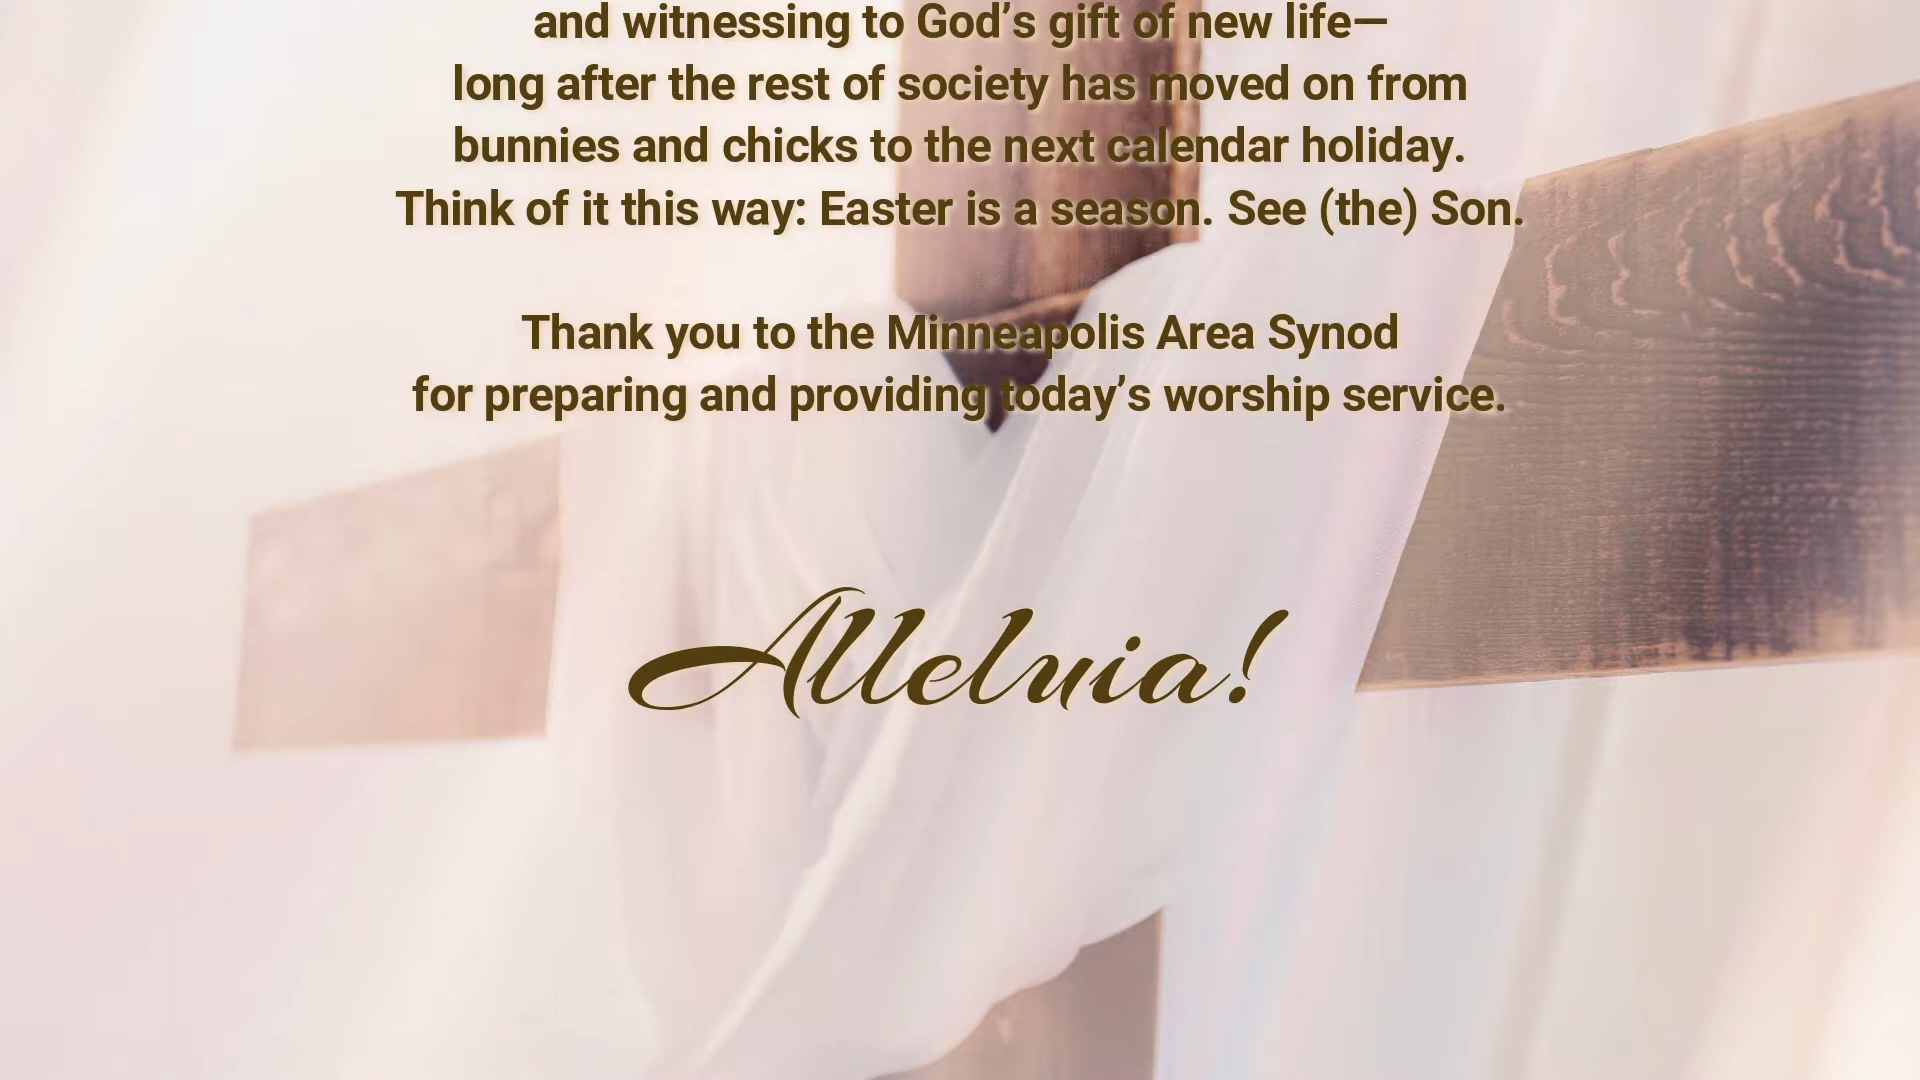 and witnessing to God’s gift of new life—
long after the rest of society has moved on from
bunnies and chicks to the next calendar holiday.
Think of it this way: Easter is a season. See (the) Son.
Thank you to the Minneapolis Area Synod
for preparing and providing today’s worship service.
Alleluia!